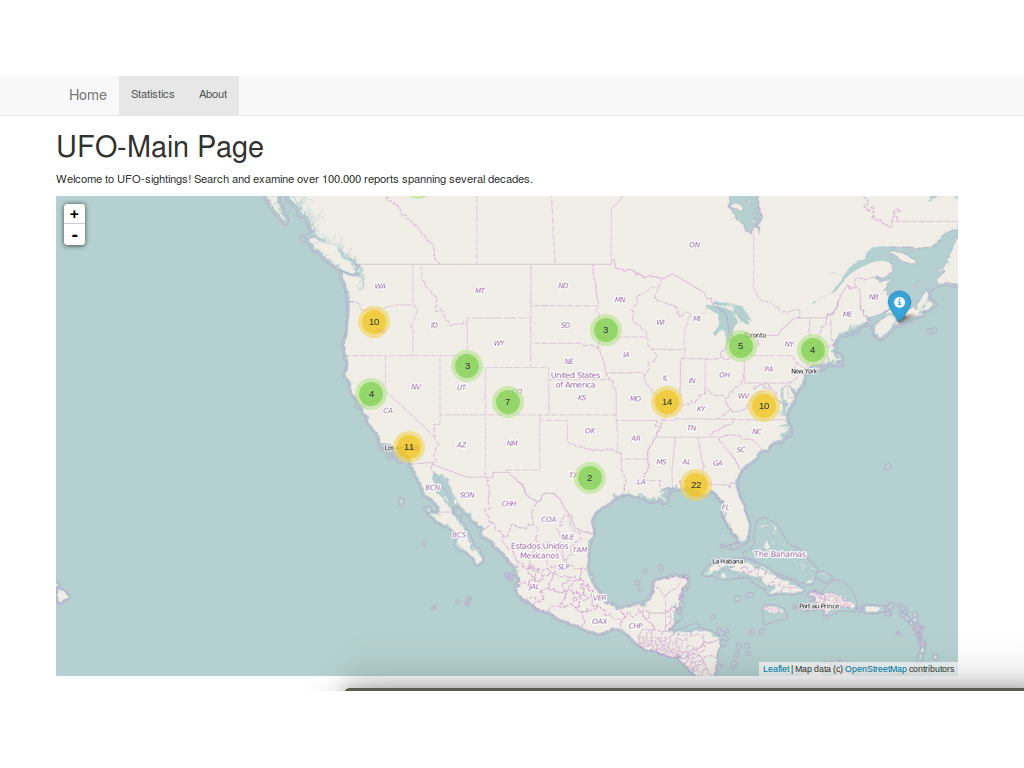 Home Statistics About
UFO-Main Page
Welcome to UFO-sightings! Search and examine over 100.000 reports spanning several decades.
+
-
ON
WA
MT
ND
MN
NB
10
ID
SD
3
WI
MI
ME
Toronto
WY
5
NY
4
IA
NE
3
PA
New York
NV
UT
United States
of America
IL
IN
OH
4
CO
7
KS
MO
14
WV
10
CA
KY
OK
TN
NC
AR
Los
11
AZ
NM
SC
MS
AL
GA
TX
2
LA
22
BCN
SON
CHH
FL
COA
BCS
NLE
Estados Unidos
Mexicanos
TAM
The Bahamas
SLP
La Habana
JAL
VER
Port-au-Prince
OAX
CHP
Leaflet | Map data (c) OpenStreetMap contributors